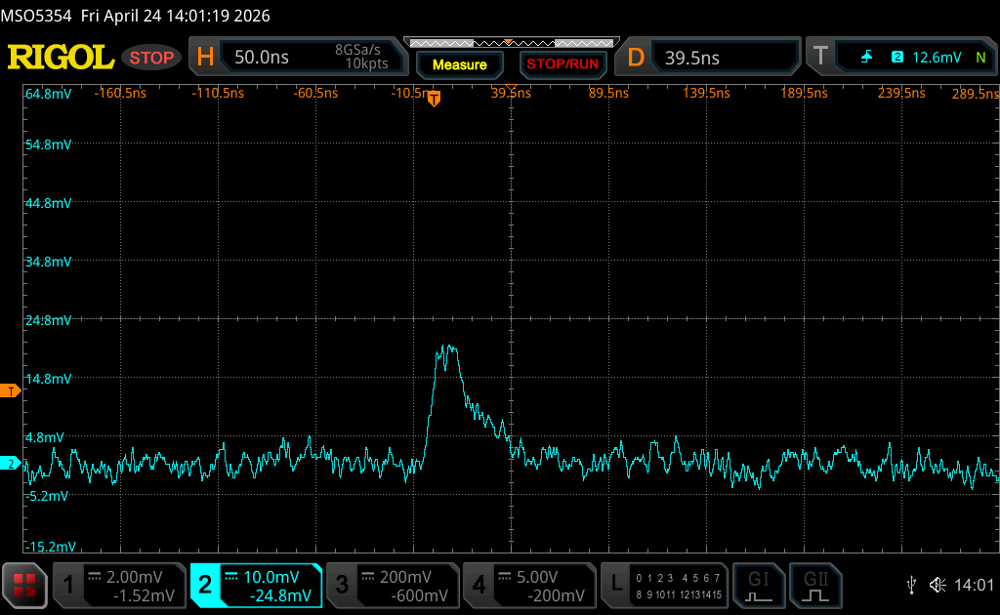 MSO5354 Fri April 24 14:01:19 2026
RIGOL STOP H 50.0ns 8GSa/s 10kpts Measure STOP/RUN D 39.5ns T 2 12.6mV N
64.8mV -160.5ns -110.5ns -60.5ns -10.5ns T 39.5ns 89.5ns 139.5ns 189.5ns 239.5ns 289.5ns
54.8mV
44.8mV
34.8mV
24.8mV
14.8mV
T
4.8mV
2
-5.2mV
-15.2mV
1 2.00mV -1.52mV 2 10.0mV -24.8mV 3 200mV -600mV 4 5.00V -200mV L 0 1 2 3 4 5 6 7 8 9 10 11 12 13 14 15 GI GII 14:01